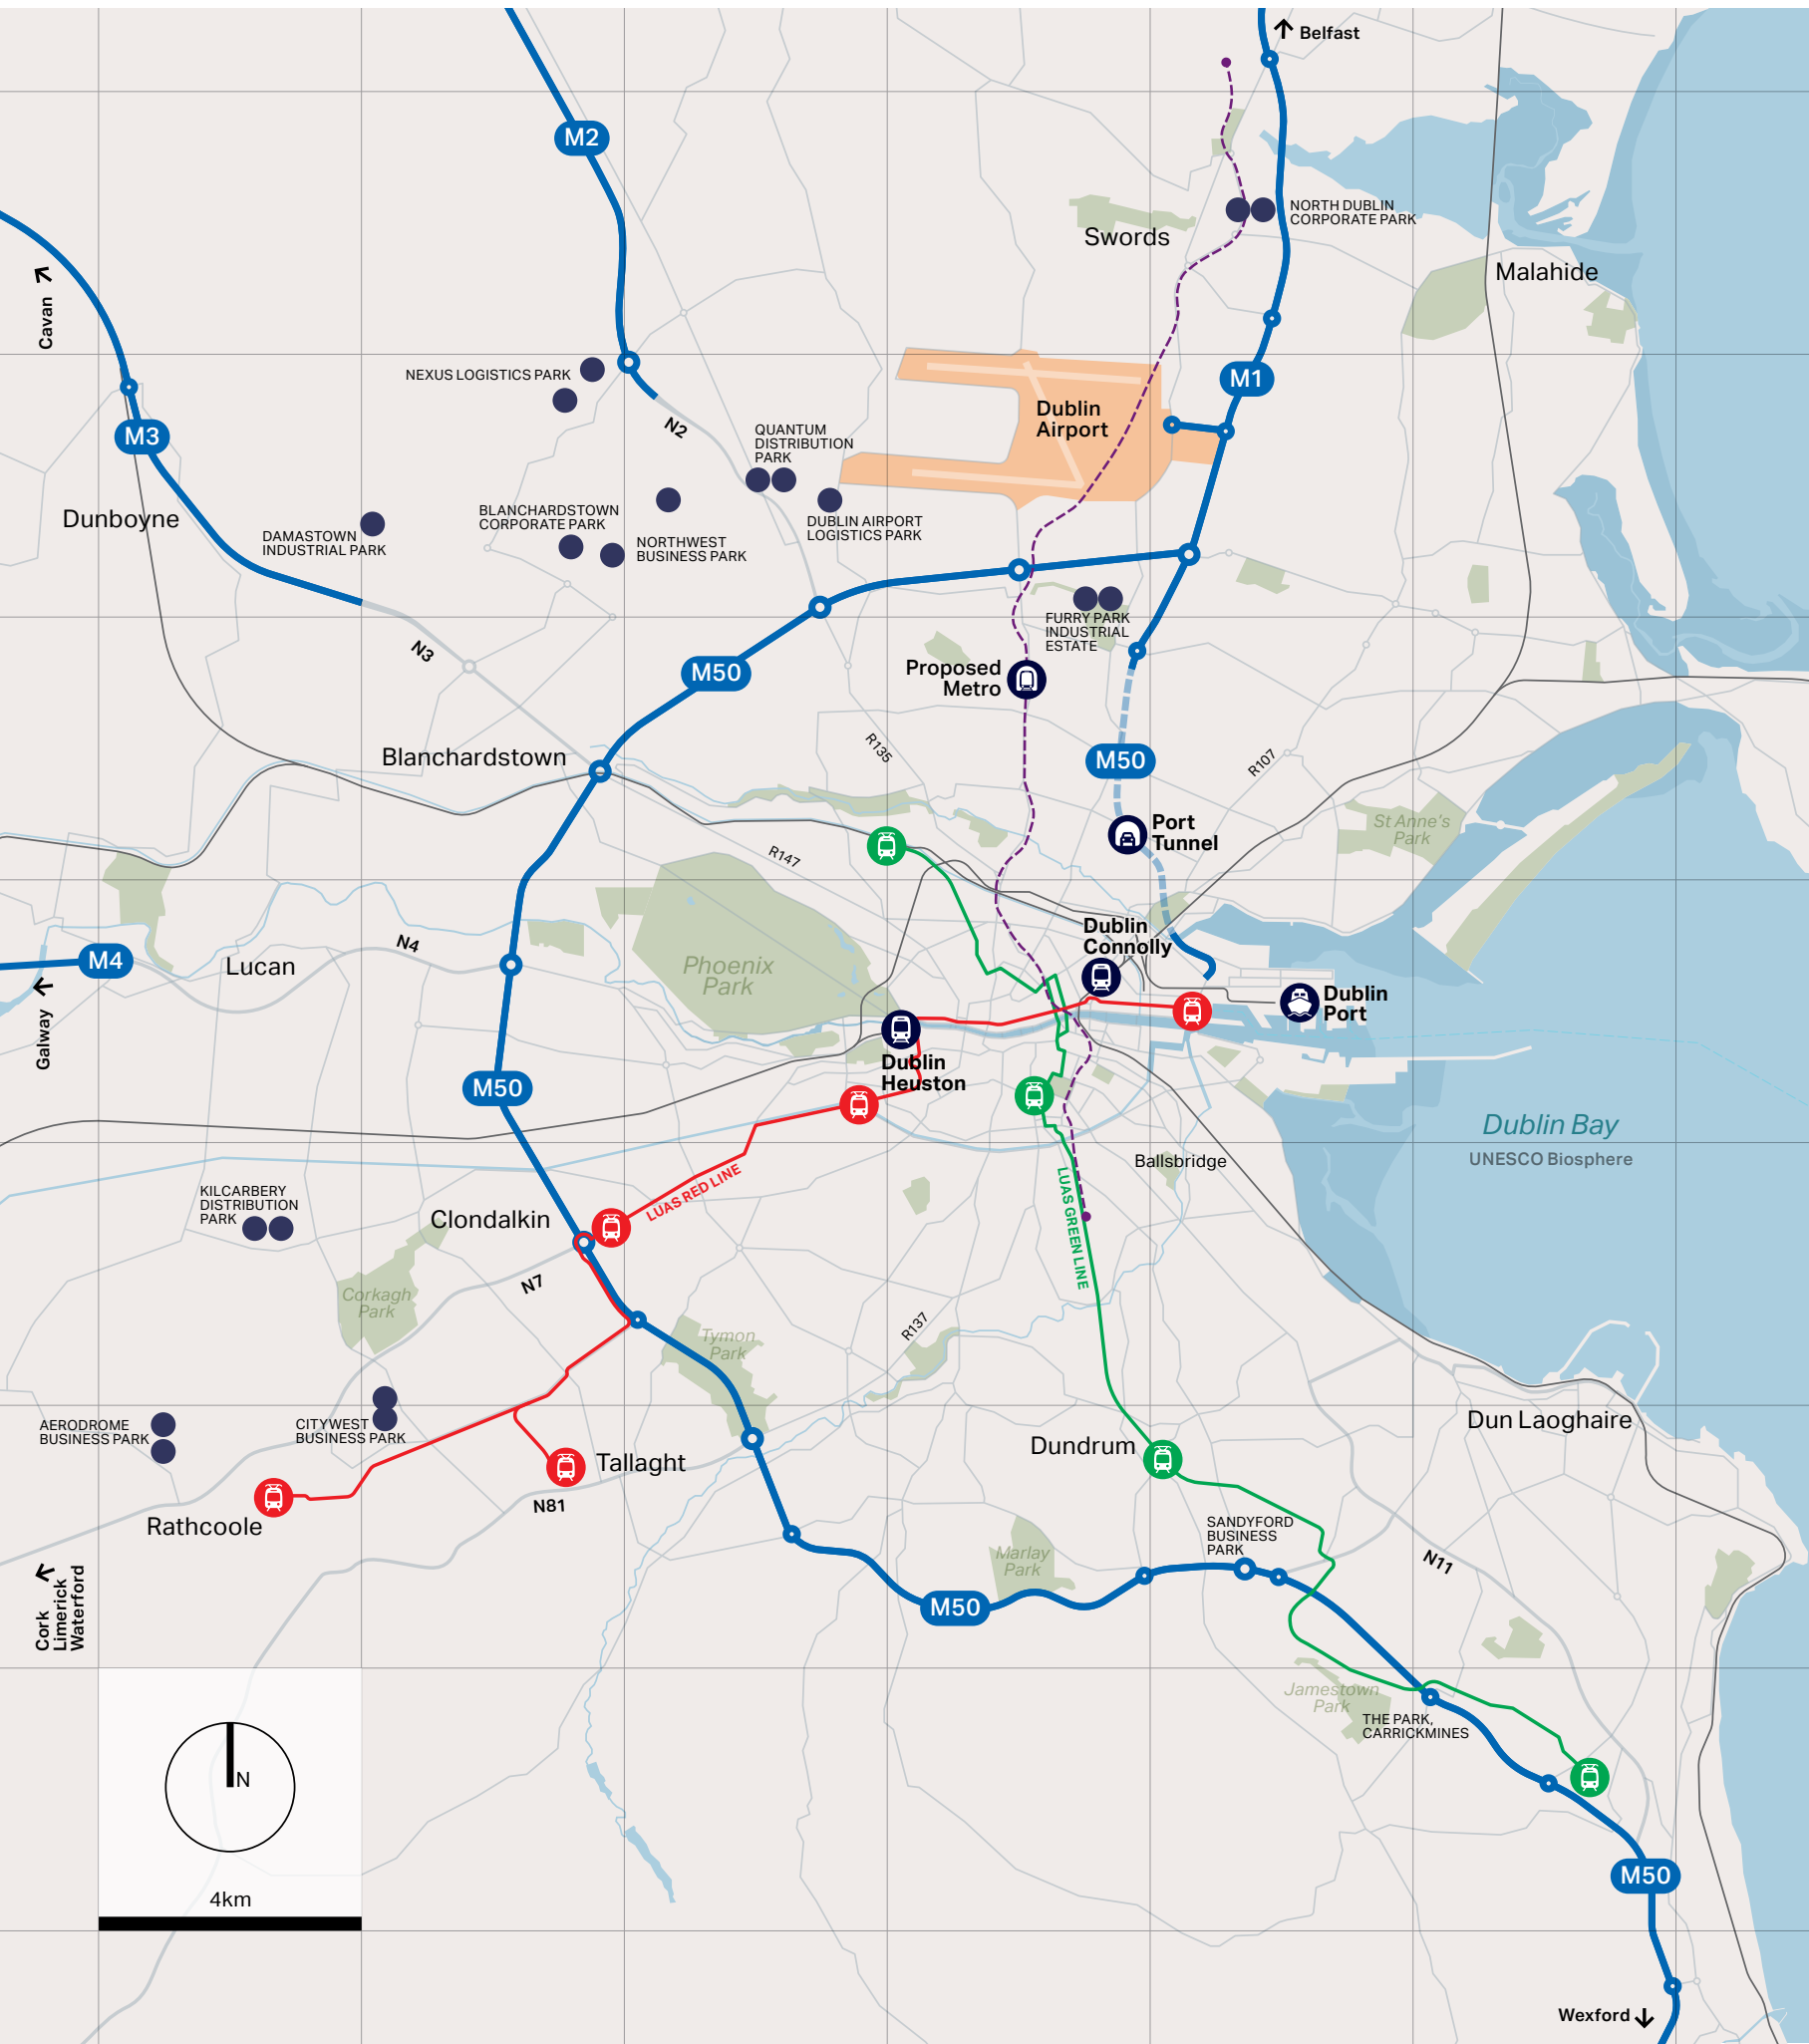 Belfast
M2
NORTH DUBLIN
CORPORATE PARK
Swords
Malahide
Cavan
NEXUS LOGISTICS PARK
M1
Dublin
Airport
N2
M3
QUANTUM
DISTRIBUTION
PARK
Dunboyne
BLANCHARDSTOWN
CORPORATE PARK
DUBLIN AIRPORT
LOGISTICS PARK
DAMASTOWN
INDUSTRIAL PARK
NORTHWEST
BUSINESS PARK
FURRY PARK
INDUSTRIAL
ESTATE
N3
M50
Proposed
Metro
Blanchardstown
R135
M50
R107
Port
Tunnel
St Anne's
Park
R147
Dublin
Connolly
N4
M4
Lucan
Phoenix
Park
Dublin
Port
Galway
Dublin
Heuston
M50
Dublin Bay
UNESCO Biosphere
Ballsbridge
LUAS RED LINE
LUAS GREEN LINE
KILCARBERY
DISTRIBUTION
PARK
Clondalkin
N7
Corkagh
Park
Tymon
Park
R137
AERODROME
BUSINESS PARK
CITYWEST
BUSINESS PARK
Dun Laoghaire
Dundrum
Tallaght
N81
Rathcoole
SANDYFORD
BUSINESS
PARK
Marlay
Park
N11
Cork
Limerick
Waterford
M50
Jamestown
Park
THE PARK,
CARRICKMINES
N
M50
4km
Wexford